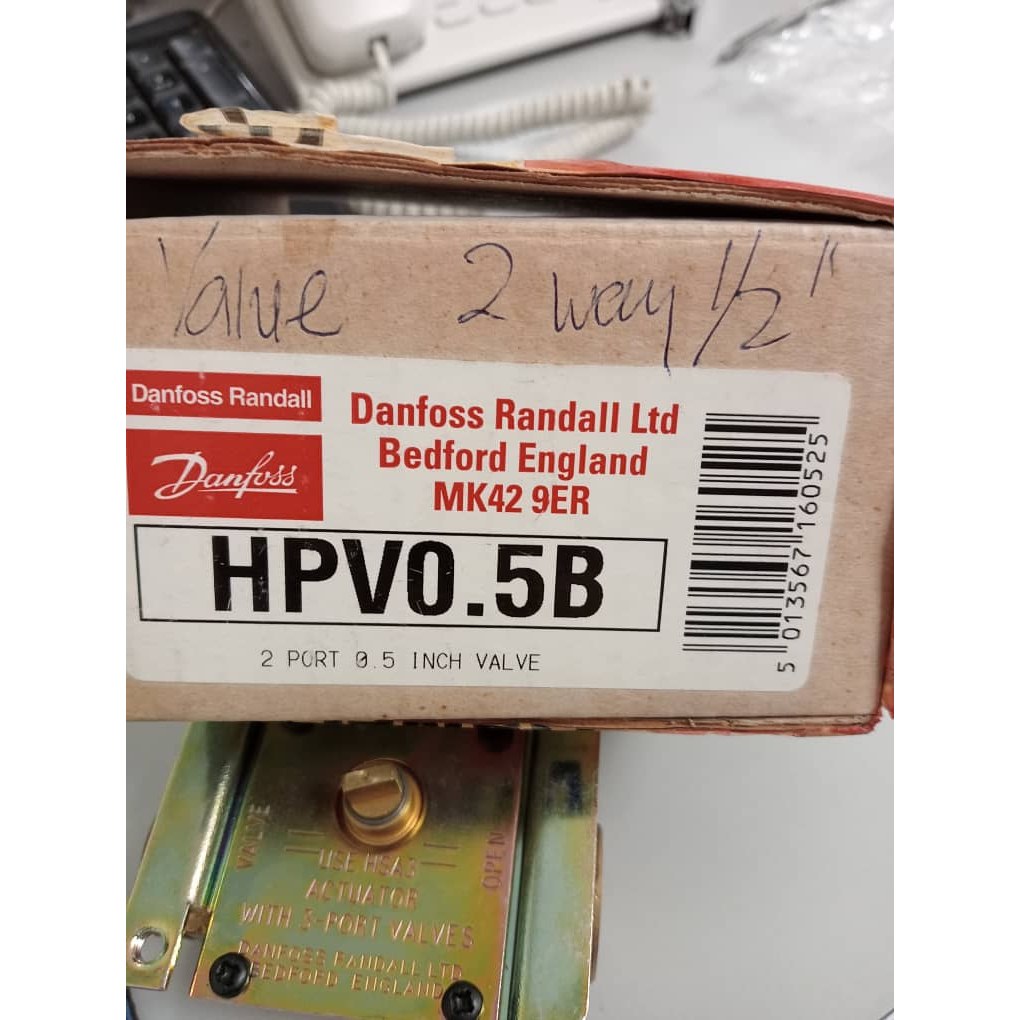 Value 2 way 1/2"
Danfoss Randall
Danfoss
Danfoss Randall Ltd
Bedford England
MK42 9ER
HPV0.5B
2 PORT 0.5 INCH VALVE
5 013567 160525
VALVE
OPEN
USE HSA3
ACTUATOR
WITH 3-PORT VALVES
DANFOSS RANDALL LTD
BEDFORD ENGLAND